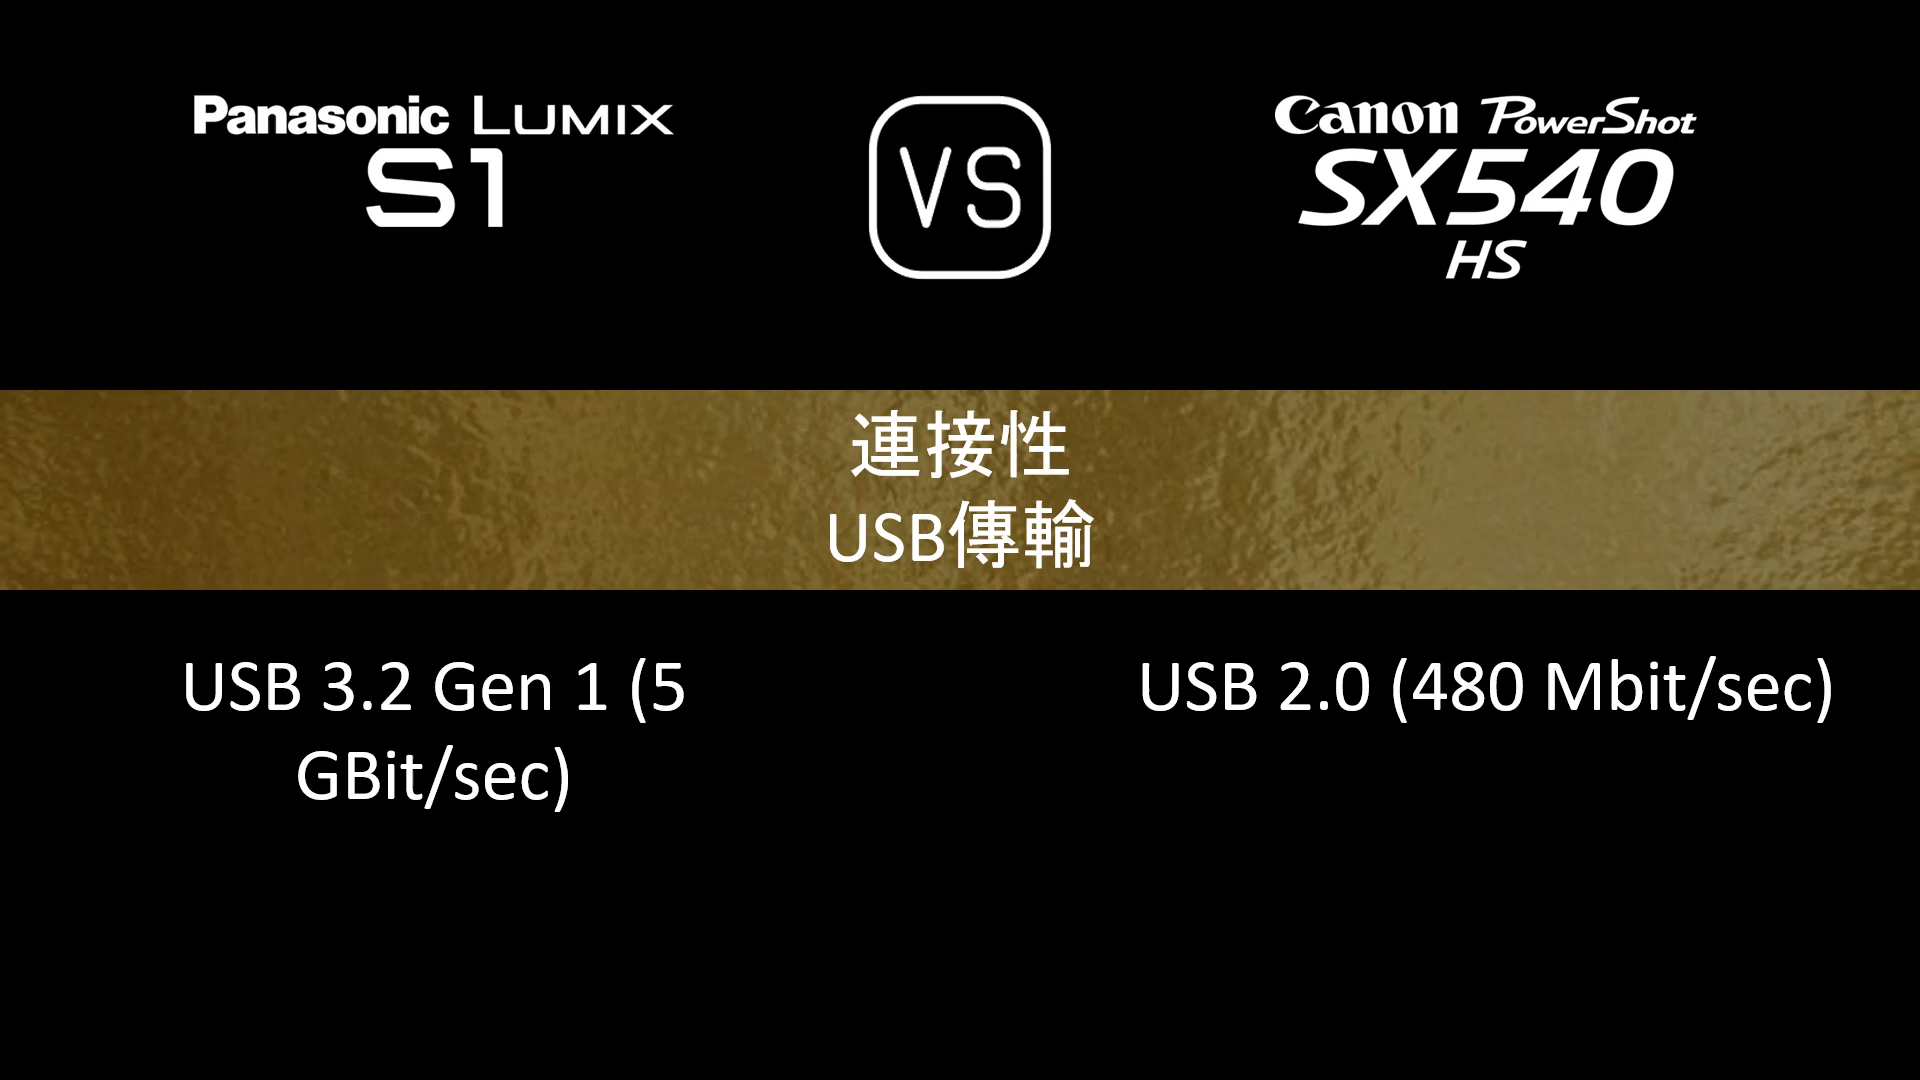 Panasonic LUMIX
S1
VS
Canon PowerShot
SX540
HS
連接性
USB傳輸
USB 3.2 Gen 1 (5
GBit/sec)
USB 2.0 (480 Mbit/sec)